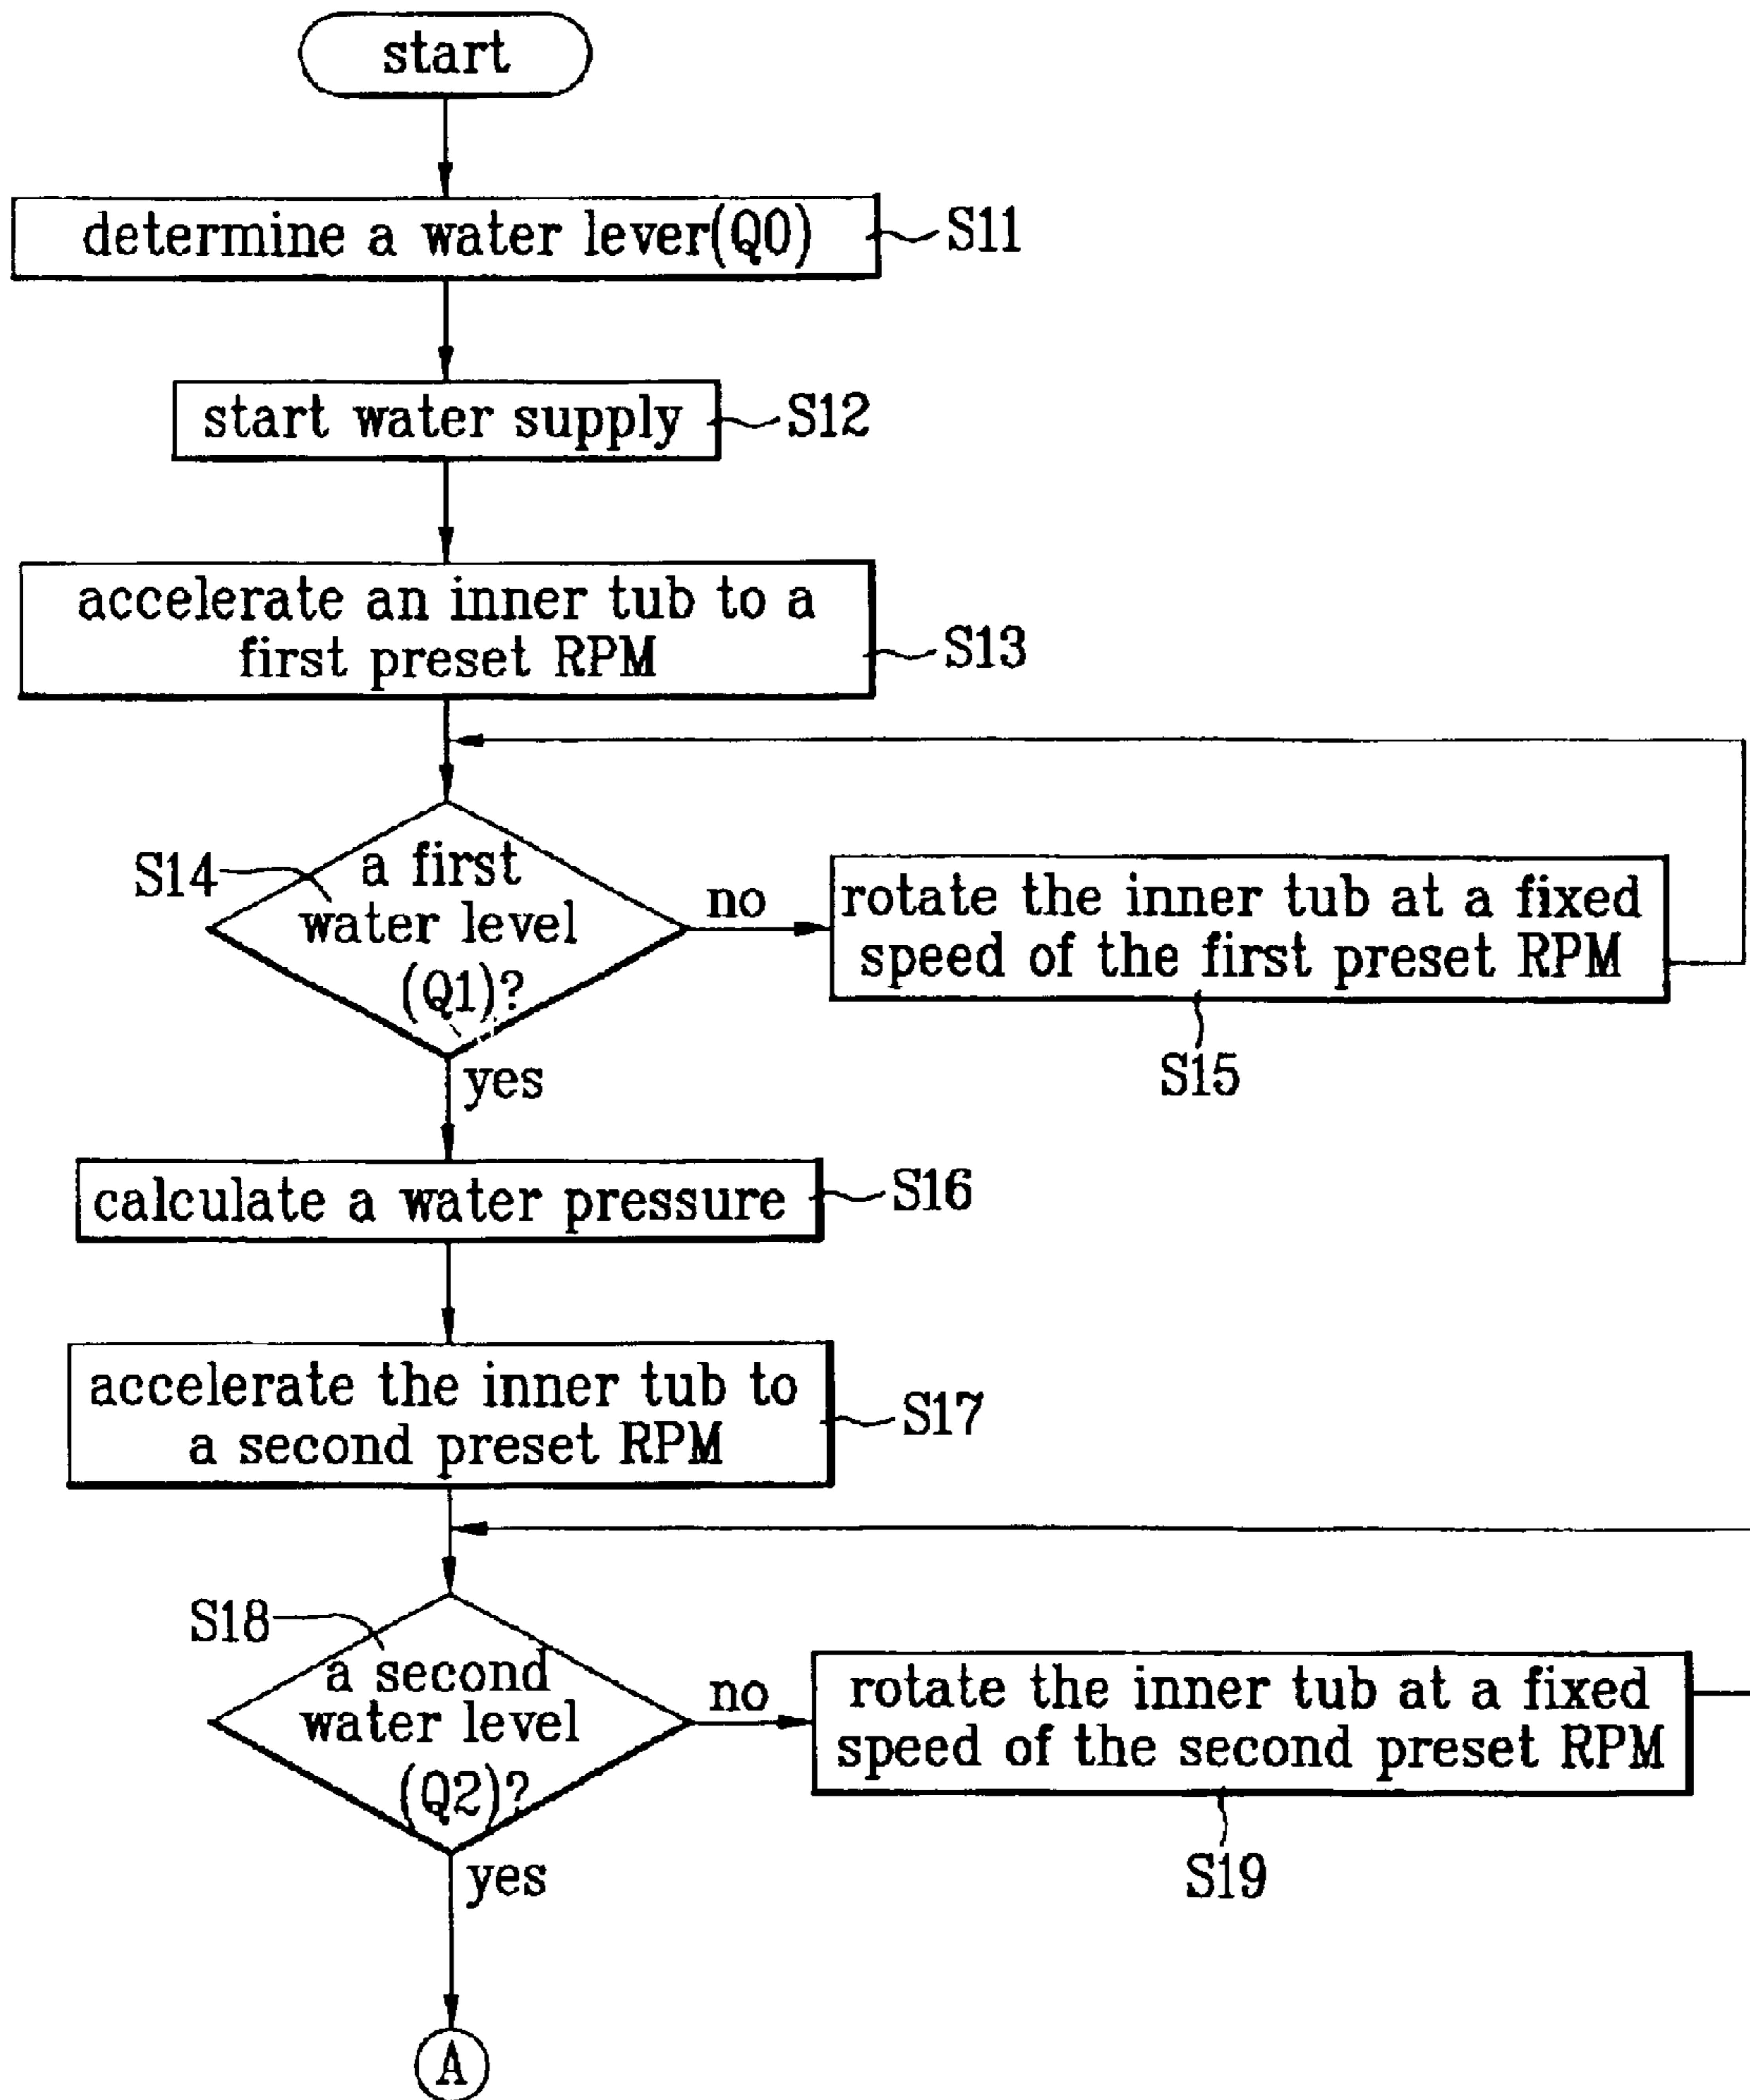 start
determine a water lever(Q0)
S11
start water supply
S12
accelerate an inner tub to a
first preset RPM
S13
S14
a first
water level
(Q1)?
no
rotate the inner tub at a fixed
speed of the first preset RPM
S15
yes
calculate a water pressure
S16
accelerate the inner tub to
a second preset RPM
S17
S18
a second
water level
(Q2)?
no
rotate the inner tub at a fixed
speed of the second preset RPM
S19
yes
A